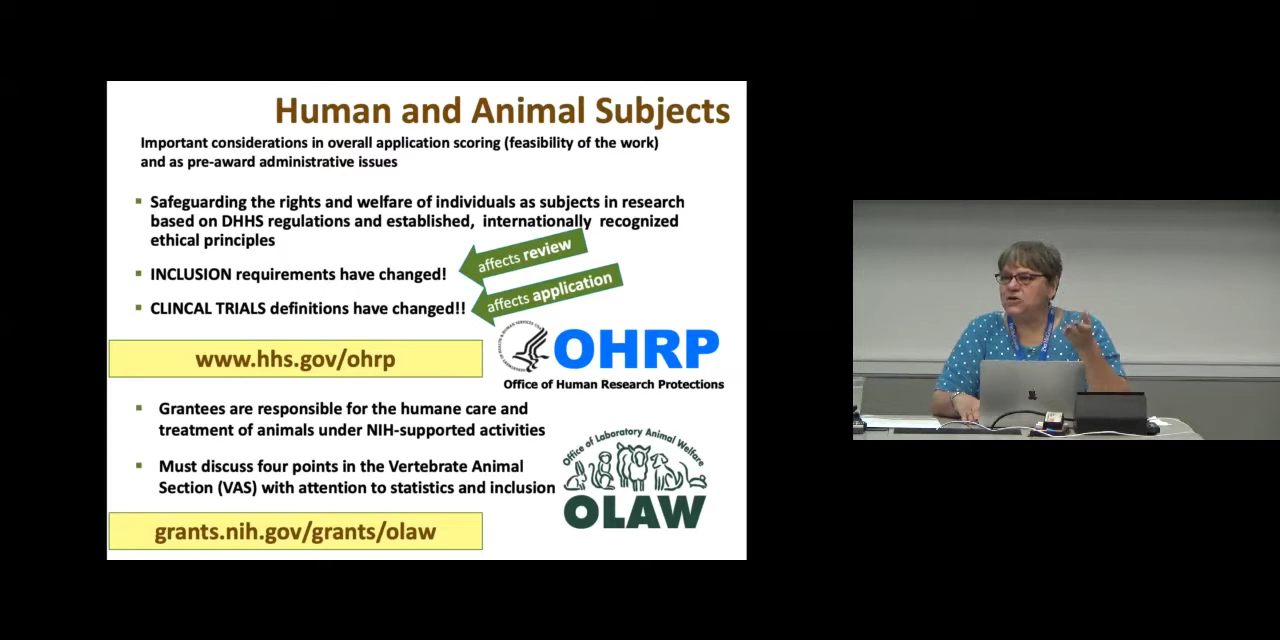 Human and Animal Subjects
Important considerations in overall application scoring (feasibility of the work)
and as pre-award administrative issues
Safeguarding the rights and welfare of individuals as subjects in research
based on DHHS regulations and established, internationally recognized
ethical principles
INCLUSION requirements have changed!
affects review
CLINCAL TRIALS definitions have changed!!
affects application
www.hhs.gov/ohrp
OHRP
Office of Human Research Protections
Grantees are responsible for the humane care and
treatment of animals under NIH-supported activities
Must discuss four points in the Vertebrate Animal
Section (VAS) with attention to statistics and inclusion
Office of Laboratory Animal Welfare
OLAW
grants.nih.gov/grants/olaw